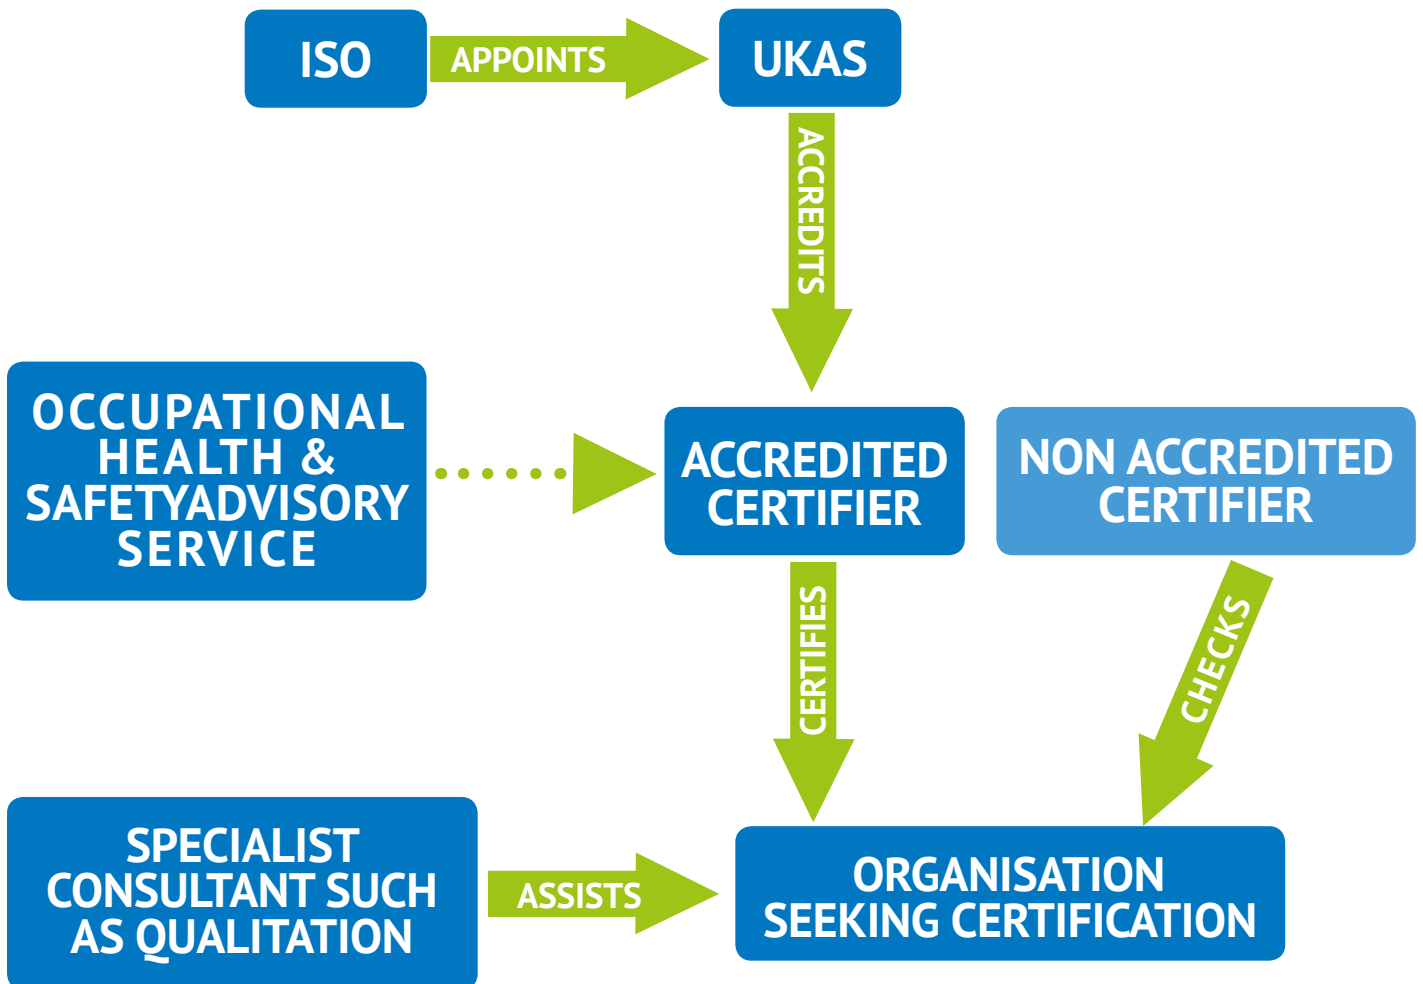 ISO
APPOINTS
UKAS
ACCREDITS
OCCUPATIONAL
HEALTH &
SAFETYADVISORY
SERVICE
ACCREDITED
CERTIFIER
NON ACCREDITED
CERTIFIER
CERTIFIES
CHECKS
SPECIALIST
CONSULTANT SUCH
AS QUALITATION
ASSISTS
ORGANISATION
SEEKING CERTIFICATION